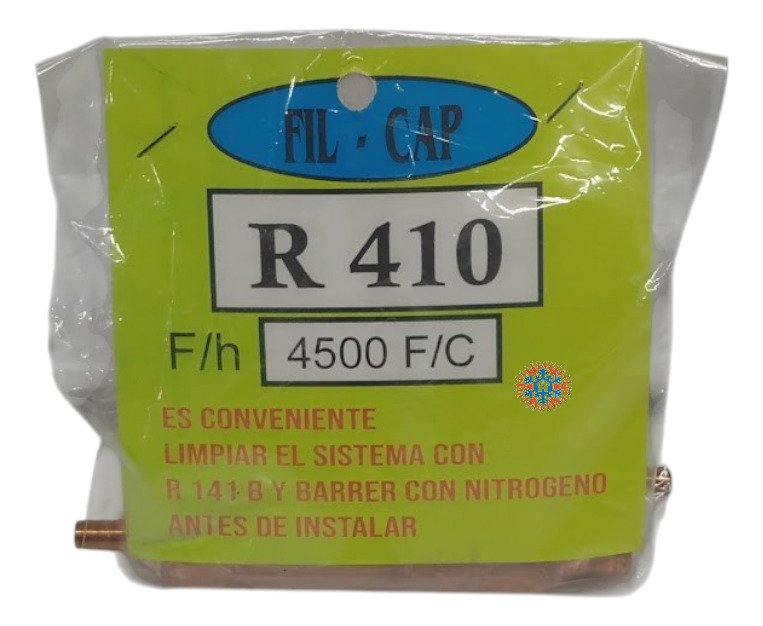 FIL - CAP
R 410
F/h 4500 F/C
ES CONVENIENTE
LIMPIAR EL SISTEMA CON
R 141-B Y BARRER CON NITROGENO
ANTES DE INSTALAR